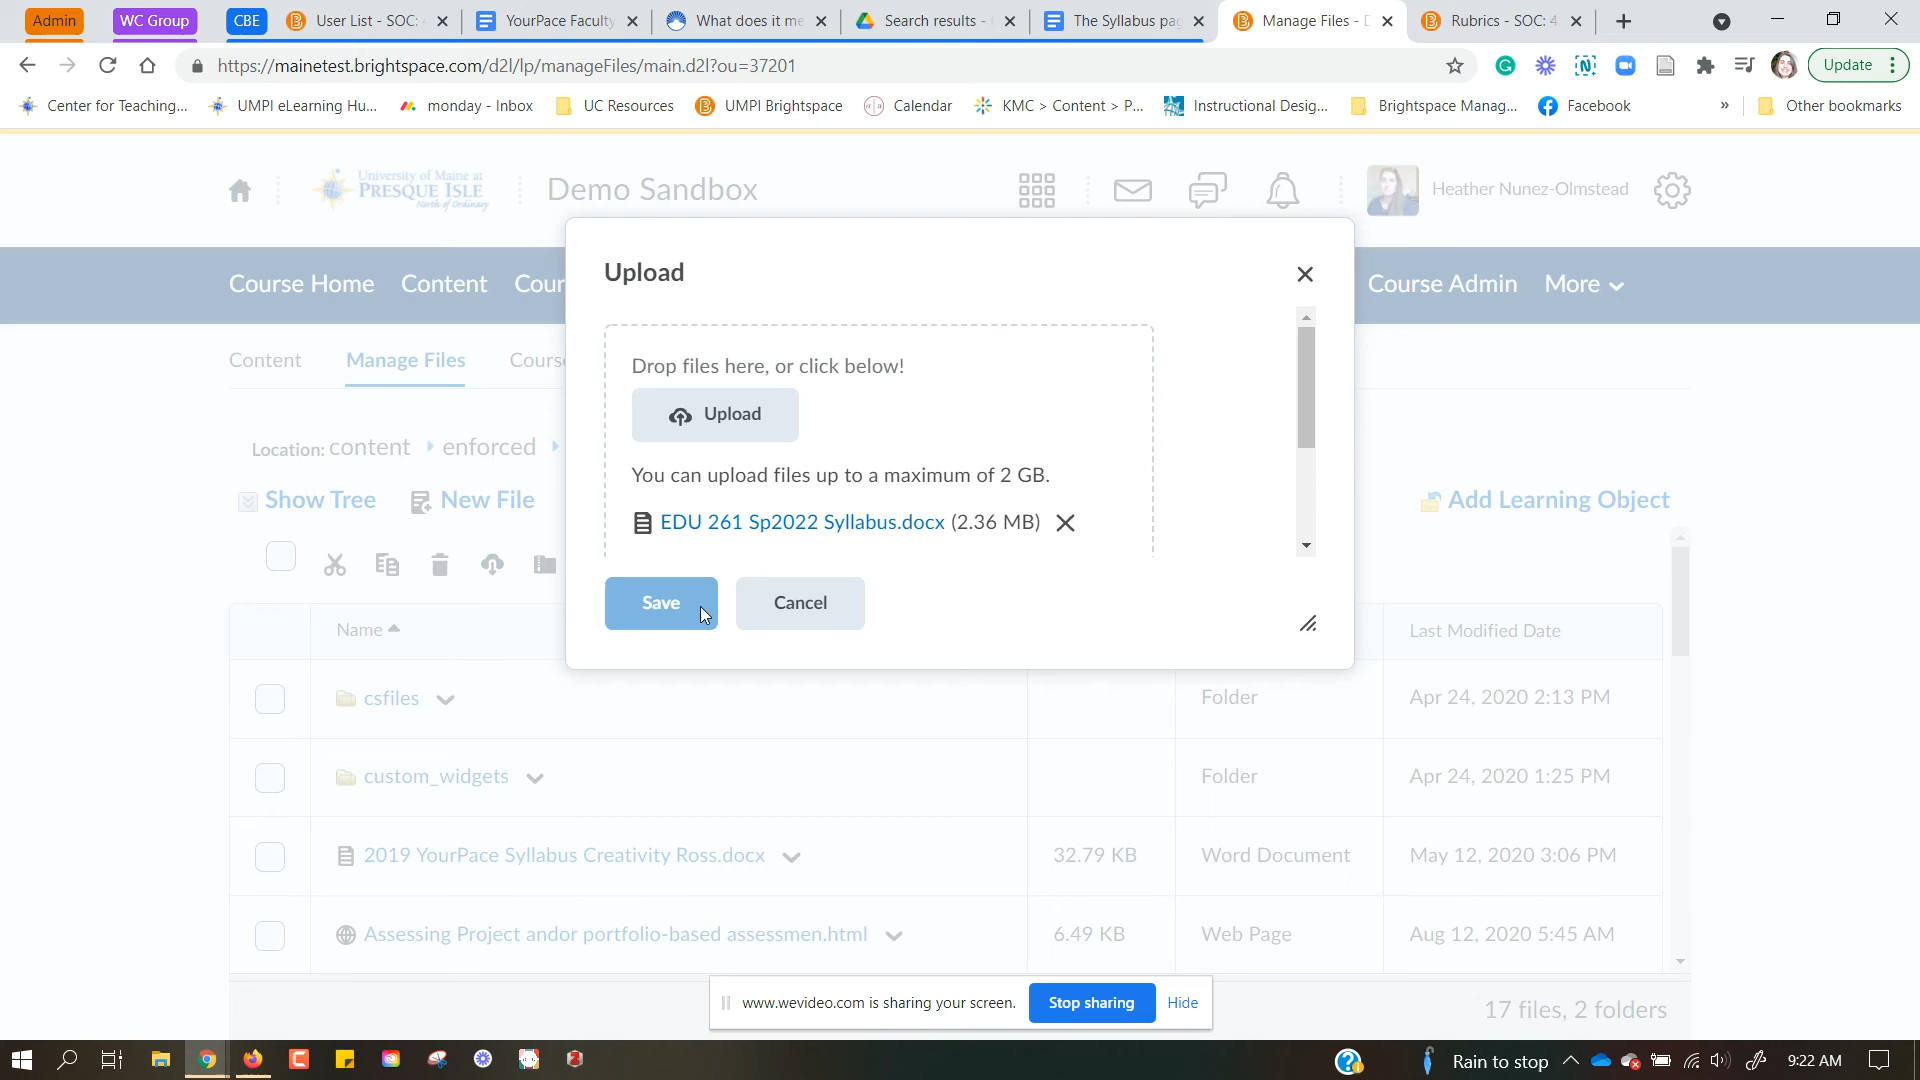 Admin
WC Group
CBE
User List - SOC: 4
YourPace Faculty
What does it me
Search results -
The Syllabus pag
Manage Files - D
Rubrics - SOC: 4
https://mainetest.brightspace.com/d2l/lp/manageFiles/main.d2l?ou=37201
Update
Center for Teaching...
UMPI eLearning Hu...
monday - Inbox
UC Resources
UMPI Brightspace
Calendar
KMC > Content > P...
Instructional Desig...
Brightspace Manag...
Facebook
»
Other bookmarks
University of Maine at
PRESQUE ISLE
North of Ordinary
Demo Sandbox
Heather Nunez-Olmstead
Course Home
Content
Cour
Course Admin
More
Content
Manage Files
Course
Location: content enforced
Show Tree
New File
Add Learning Object
Upload
Drop files here, or click below!
Upload
You can upload files up to a maximum of 2 GB.
EDU 261 Sp2022 Syllabus.docx (2.36 MB)
Save
Cancel
Name
Last Modified Date
csfiles
Folder
Apr 24, 2020 2:13 PM
custom_widgets
Folder
Apr 24, 2020 1:25 PM
2019 YourPace Syllabus Creativity Ross.docx
32.79 KB
Word Document
May 12, 2020 3:06 PM
Assessing Project andor portfolio-based assessmen.html
6.49 KB
Web Page
Aug 12, 2020 5:45 AM
www.wevideo.com is sharing your screen.
Stop sharing
Hide
17 files, 2 folders
Rain to stop
9:22 AM